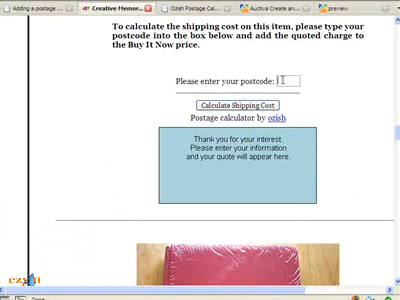 Adding a postage
Creative Memor...
Ozish Postage Cal
Auctiva Create an
preview
To calculate the shipping cost on this item, please type your
postcode into the box below and add the quoted charge to
the Buy It Now price.
Please enter your postcode:
Calculate Shipping Cost
Postage calculator by ozish
Thank you for your interest.
Please enter your information
and your quote will appear here.
Done